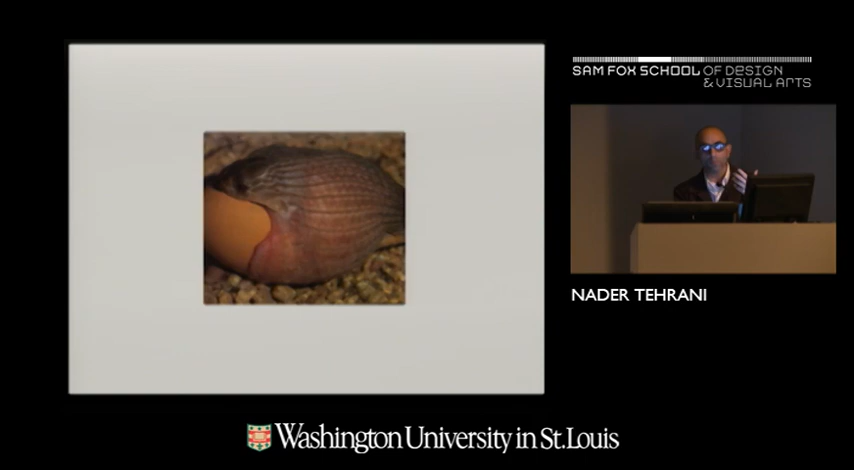 SAM FOX SCHOOL OF DESIGN
& VISUAL ARTS
NADER TEHRANI
Washington University in St. Louis